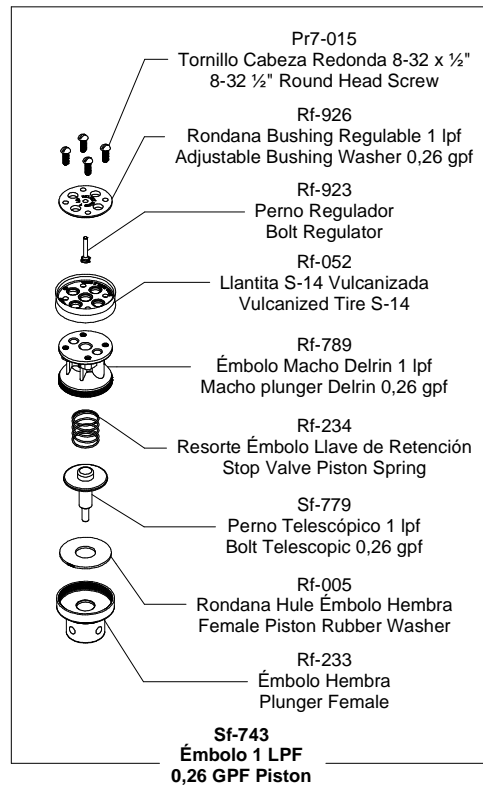 Pr7-015
Tornillo Cabeza Redonda 8-32 x ½"
8-32 ½" Round Head Screw
Rf-926
Rondana Bushing Regulable 1 lpf
Adjustable Bushing Washer 0,26 gpf
Rf-923
Perno Regulador
Bolt Regulator
Rf-052
Llantita S-14 Vulcanizada
Vulcanized Tire S-14
Rf-789
Émbolo Macho Delrin 1 lpf
Macho plunger Delrin 0,26 gpf
Rf-234
Resorte Émbolo Llave de Retención
Stop Valve Piston Spring
Sf-779
Perno Telescópico 1 lpf
Bolt Telescopic 0,26 gpf
Rf-005
Rondana Hule Émbolo Hembra
Female Piston Rubber Washer
Rf-233
Émbolo Hembra
Plunger Female
Sf-743
Émbolo 1 LPF
0,26 GPF Piston